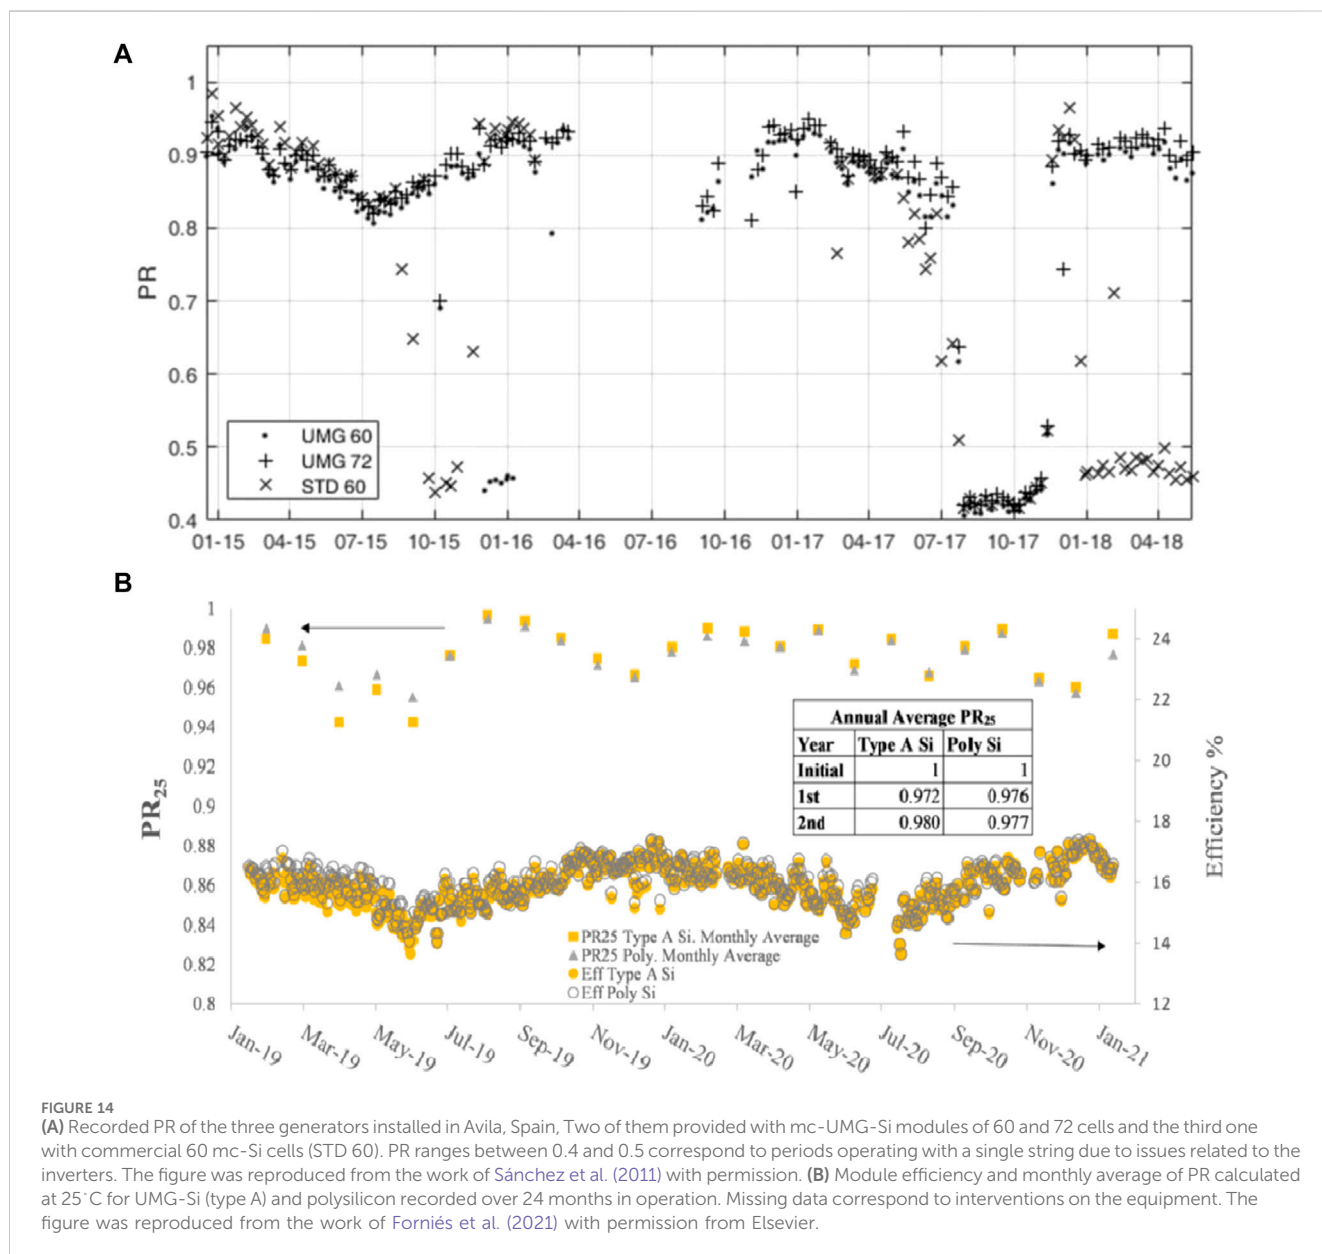 A
1
0.9
0.8
0.7
0.6
0.5
0.4
PR
UMG 60
UMG 72
STD 60
01-15 04-15 07-15 10-15 01-16 04-16 07-16 10-16 01-17 04-17 07-17 10-17 01-18 04-18
B
1
0.98
0.96
0.94
0.92
0.9
0.88
0.86
0.84
0.82
0.8
PR25
24
22
20
18
16
14
12
Efficiency %
Annual Average PR25
Year Type A Si Poly Si
Initial 1 1
1st 0.972 0.976
2nd 0.980 0.977
PR25 Type A Si. Monthly Average
PR25 Poly. Monthly Average
Eff Type A Si
Eff Poly Si
Jan-19 Mar-19 May-19 Jul-19 Sep-19 Nov-19 Jan-20 Mar-20 May-20 Jul-20 Sep-20 Nov-20 Jan-21
FIGURE 14
(A) Recorded PR of the three generators installed in Avila, Spain, Two of them provided with mc-UMG-Si modules of 60 and 72 cells and the third one
with commercial 60 mc-Si cells (STD 60). PR ranges between 0.4 and 0.5 correspond to periods operating with a single string due to issues related to the
inverters. The figure was reproduced from the work of Sánchez et al. (2011) with permission. (B) Module efficiency and monthly average of PR calculated
at 25°C for UMG-Si (type A) and polysilicon recorded over 24 months in operation. Missing data correspond to interventions on the equipment. The
figure was reproduced from the work of Forniés et al. (2021) with permission from Elsevier.